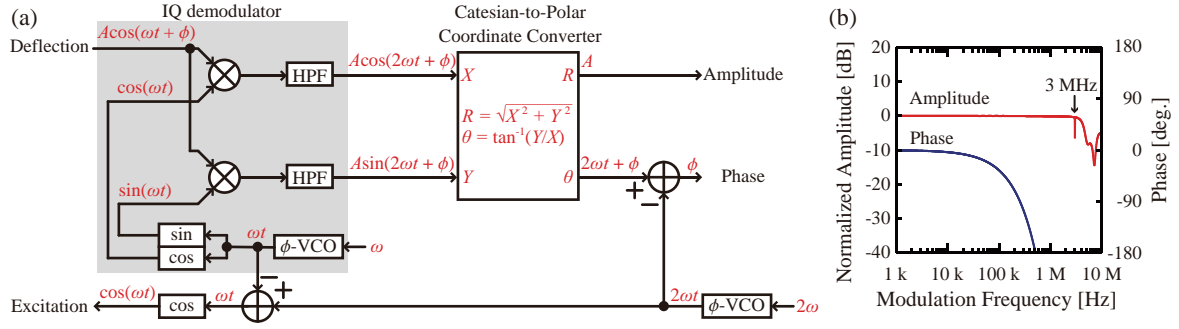 (a)
IQ demodulator
Catesian-to-Polar
Coordinate Converter
Deflection
Acos(ωt + ϕ)
HPF
Acos(2ωt + ϕ)
X
R
A
Amplitude
cos(ωt)
R = √X² + Y²
θ = tan⁻¹(Y/X)
sin(ωt)
HPF
Asin(2ωt + ϕ)
Y
θ
2ωt + ϕ
ϕ
Phase
+
−
sin
cos
ωt
ϕ-VCO
ω
−
+
Excitation
cos(ωt)
cos
ωt
2ωt
ϕ-VCO
2ω
(b)
Normalized Amplitude [dB]
20
10
0
-10
-20
-30
-40
Amplitude
Phase
3 MHz
180
90
0
-90
-180
Phase [deg.]
1 k
10 k
100 k
1 M
10 M
Modulation Frequency [Hz]